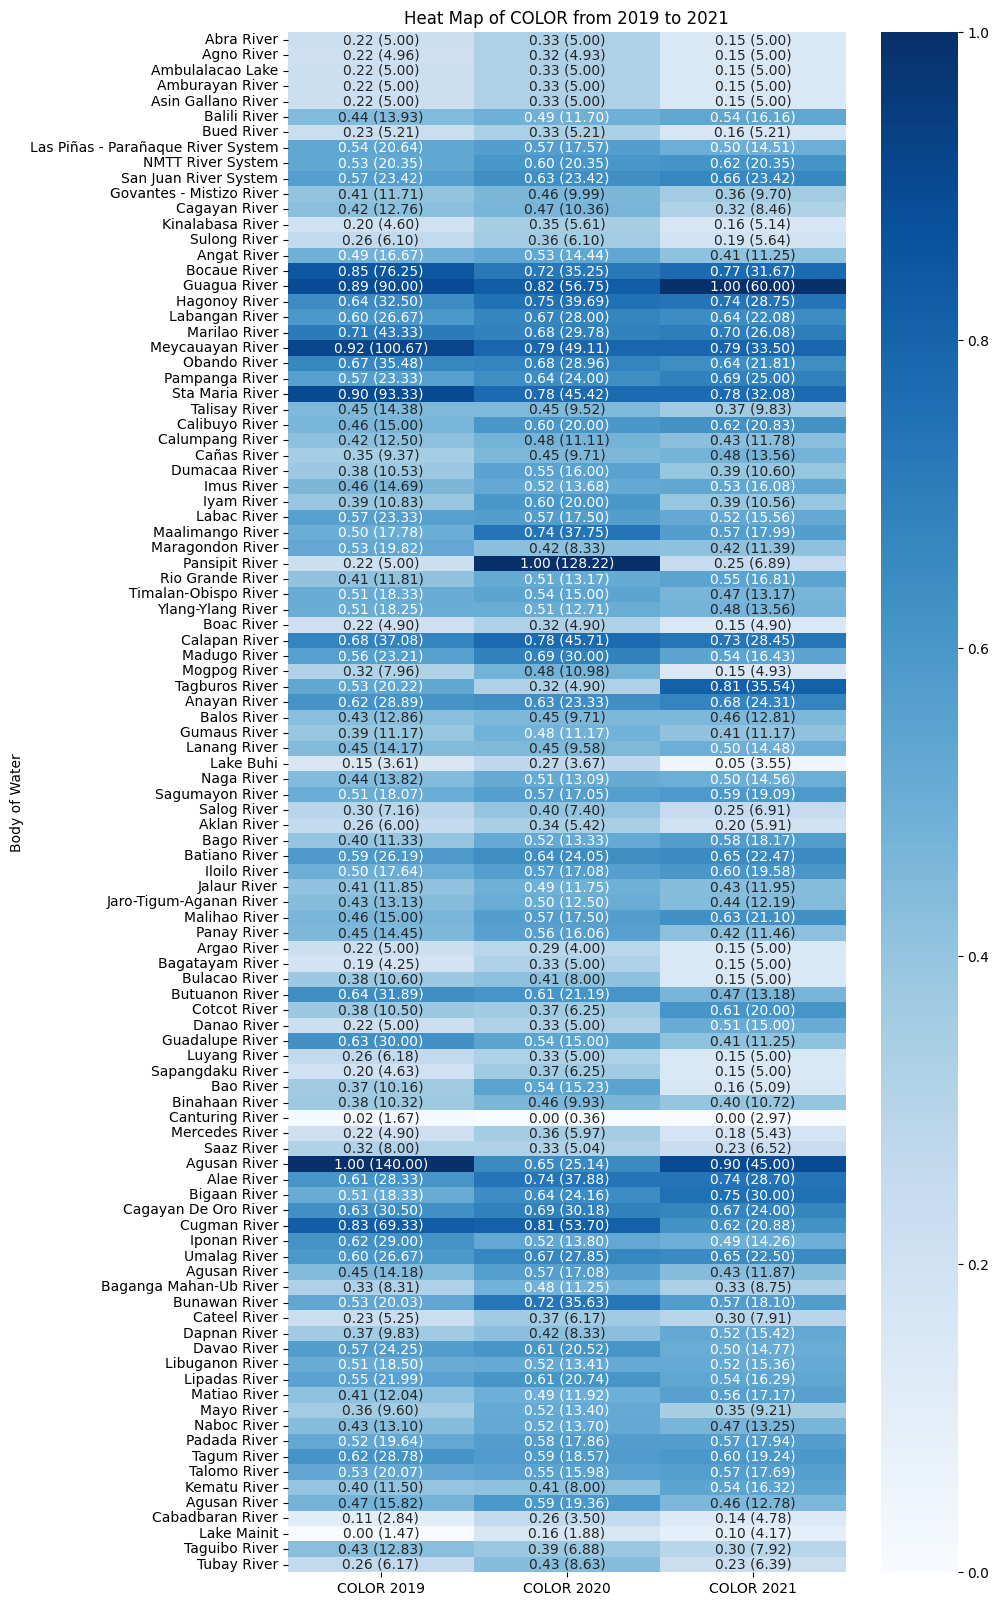 Heat Map of COLOR from 2019 to 2021
Abra River 0.22 (5.00) 0.33 (5.00) 0.15 (5.00)
Agno River 0.22 (4.96) 0.32 (4.93) 0.15 (5.00)
Ambulalacao Lake 0.22 (5.00) 0.33 (5.00) 0.15 (5.00)
Amburayan River 0.22 (5.00) 0.33 (5.00) 0.15 (5.00)
Asin Gallano River 0.22 (5.00) 0.33 (5.00) 0.15 (5.00)
Balili River 0.44 (13.93) 0.49 (11.70) 0.54 (16.16)
Bued River 0.23 (5.21) 0.33 (5.21) 0.16 (5.21)
Las Piñas - Parañaque River System 0.54 (20.64) 0.57 (17.57) 0.50 (14.51)
NMTT River System 0.53 (20.35) 0.60 (20.35) 0.62 (20.35)
San Juan River System 0.57 (23.42) 0.63 (23.42) 0.66 (23.42)
Govantes - Mistizo River 0.41 (11.71) 0.46 (9.99) 0.36 (9.70)
Cagayan River 0.42 (12.76) 0.47 (10.36) 0.32 (8.46)
Kinalabasa River 0.20 (4.60) 0.35 (5.61) 0.16 (5.14)
Sulong River 0.26 (6.10) 0.36 (6.10) 0.19 (5.64)
Angat River 0.49 (16.67) 0.53 (14.44) 0.41 (11.25)
Bocaue River 0.85 (76.25) 0.72 (35.25) 0.77 (31.67)
Guagua River 0.89 (90.00) 0.82 (56.75) 1.00 (60.00)
Hagonoy River 0.64 (32.50) 0.75 (39.69) 0.74 (28.75)
Labangan River 0.60 (26.67) 0.67 (28.00) 0.64 (22.08)
Marilao River 0.71 (43.33) 0.68 (29.78) 0.70 (26.08)
Meycauayan River 0.92 (100.67) 0.79 (49.11) 0.79 (33.50)
Obando River 0.67 (35.48) 0.68 (28.96) 0.64 (21.81)
Pampanga River 0.57 (23.33) 0.64 (24.00) 0.69 (25.00)
Sta Maria River 0.90 (93.33) 0.78 (45.42) 0.78 (32.08)
Talisay River 0.45 (14.38) 0.45 (9.52) 0.37 (9.83)
Calibuyo River 0.46 (15.00) 0.60 (20.00) 0.62 (20.83)
Calumpang River 0.42 (12.50) 0.48 (11.11) 0.43 (11.78)
Cañas River 0.35 (9.37) 0.45 (9.71) 0.48 (13.56)
Dumacaa River 0.38 (10.53) 0.55 (16.00) 0.39 (10.60)
Imus River 0.46 (14.69) 0.52 (13.68) 0.53 (16.08)
Iyam River 0.39 (10.83) 0.60 (20.00) 0.39 (10.56)
Labac River 0.57 (23.33) 0.57 (17.50) 0.52 (15.56)
Maalimango River 0.50 (17.78) 0.74 (37.75) 0.57 (17.99)
Maragondon River 0.53 (19.82) 0.42 (8.33) 0.42 (11.39)
Pansipit River 0.22 (5.00) 1.00 (128.22) 0.25 (6.89)
Rio Grande River 0.41 (11.81) 0.51 (13.17) 0.55 (16.81)
Timalan-Obispo River 0.51 (18.33) 0.54 (15.00) 0.47 (13.17)
Ylang-Ylang River 0.51 (18.25) 0.51 (12.71) 0.48 (13.56)
Boac River 0.22 (4.90) 0.32 (4.90) 0.15 (4.90)
Calapan River 0.68 (37.08) 0.78 (45.71) 0.73 (28.45)
Madugo River 0.56 (23.21) 0.69 (30.00) 0.54 (16.43)
Mogpog River 0.32 (7.96) 0.48 (10.98) 0.15 (4.93)
Tagburos River 0.53 (20.22) 0.32 (4.90) 0.81 (35.54)
Anayan River 0.62 (28.89) 0.63 (23.33) 0.68 (24.31)
Balos River 0.43 (12.86) 0.45 (9.71) 0.46 (12.81)
Gumaus River 0.39 (11.17) 0.48 (11.17) 0.41 (11.17)
Lanang River 0.45 (14.17) 0.45 (9.58) 0.50 (14.48)
Lake Buhi 0.15 (3.61) 0.27 (3.67) 0.05 (3.55)
Naga River 0.44 (13.82) 0.51 (13.09) 0.50 (14.56)
Sagumayon River 0.51 (18.07) 0.57 (17.05) 0.59 (19.09)
Salog River 0.30 (7.16) 0.40 (7.40) 0.25 (6.91)
Aklan River 0.26 (6.00) 0.34 (5.42) 0.20 (5.91)
Bago River 0.40 (11.33) 0.52 (13.33) 0.58 (18.17)
Batiano River 0.59 (26.19) 0.64 (24.05) 0.65 (22.47)
Iloilo River 0.50 (17.64) 0.57 (17.08) 0.60 (19.58)
Jalaur River 0.41 (11.85) 0.49 (11.75) 0.43 (11.95)
Jaro-Tigum-Aganan River 0.43 (13.13) 0.50 (12.50) 0.44 (12.19)
Malihao River 0.46 (15.00) 0.57 (17.50) 0.63 (21.10)
Panay River 0.45 (14.45) 0.56 (16.06) 0.42 (11.46)
Argao River 0.22 (5.00) 0.29 (4.00) 0.15 (5.00)
Bagatayam River 0.19 (4.25) 0.33 (5.00) 0.15 (5.00)
Bulacao River 0.38 (10.60) 0.41 (8.00) 0.15 (5.00)
Butuanon River 0.64 (31.89) 0.61 (21.19) 0.47 (13.18)
Cotcot River 0.38 (10.50) 0.37 (6.25) 0.61 (20.00)
Danao River 0.22 (5.00) 0.33 (5.00) 0.51 (15.00)
Guadalupe River 0.63 (30.00) 0.54 (15.00) 0.41 (11.25)
Luyang River 0.26 (6.18) 0.33 (5.00) 0.15 (5.00)
Sapangdaku River 0.20 (4.63) 0.37 (6.25) 0.15 (5.00)
Bao River 0.37 (10.16) 0.54 (15.23) 0.16 (5.09)
Binahaan River 0.38 (10.32) 0.46 (9.93) 0.40 (10.72)
Canturing River 0.02 (1.67) 0.00 (0.36) 0.00 (2.97)
Mercedes River 0.22 (4.90) 0.36 (5.97) 0.18 (5.43)
Saaz River 0.32 (8.00) 0.33 (5.04) 0.23 (6.52)
Agusan River 1.00 (140.00) 0.65 (25.14) 0.90 (45.00)
Alae River 0.61 (28.33) 0.74 (37.88) 0.74 (28.70)
Bigaan River 0.51 (18.33) 0.64 (24.16) 0.75 (30.00)
Cagayan De Oro River 0.63 (30.50) 0.69 (30.18) 0.67 (24.00)
Cugman River 0.83 (69.33) 0.81 (53.70) 0.62 (20.88)
Iponan River 0.62 (29.00) 0.52 (13.80) 0.49 (14.26)
Umalag River 0.60 (26.67) 0.67 (27.85) 0.65 (22.50)
Agusan River 0.45 (14.18) 0.57 (17.08) 0.43 (11.87)
Baganga Mahan-Ub River 0.33 (8.31) 0.48 (11.25) 0.33 (8.75)
Bunawan River 0.53 (20.03) 0.72 (35.63) 0.57 (18.10)
Cateel River 0.23 (5.25) 0.37 (6.17) 0.30 (7.91)
Dapnan River 0.37 (9.83) 0.42 (8.33) 0.52 (15.42)
Davao River 0.57 (24.25) 0.61 (20.52) 0.50 (14.77)
Libuganon River 0.51 (18.50) 0.52 (13.41) 0.52 (15.36)
Lipadas River 0.55 (21.99) 0.61 (20.74) 0.54 (16.29)
Matiao River 0.41 (12.04) 0.49 (11.92) 0.56 (17.17)
Mayo River 0.36 (9.60) 0.52 (13.40) 0.35 (9.21)
Naboc River 0.43 (13.10) 0.52 (13.70) 0.47 (13.25)
Padada River 0.52 (19.64) 0.58 (17.86) 0.57 (17.94)
Tagum River 0.62 (28.78) 0.59 (18.57) 0.60 (19.24)
Talomo River 0.53 (20.07) 0.55 (15.98) 0.57 (17.69)
Kematu River 0.40 (11.50) 0.41 (8.00) 0.54 (16.32)
Agusan River 0.47 (15.82) 0.59 (19.36) 0.46 (12.78)
Cabadbaran River 0.11 (2.84) 0.26 (3.50) 0.14 (4.78)
Lake Mainit 0.00 (1.47) 0.16 (1.88) 0.10 (4.17)
Taguibo River 0.43 (12.83) 0.39 (6.88) 0.30 (7.92)
Tubay River 0.26 (6.17) 0.43 (8.63) 0.23 (6.39)
COLOR 2019 COLOR 2020 COLOR 2021
Body of Water
1.0
0.8
0.6
0.4
0.2
0.0